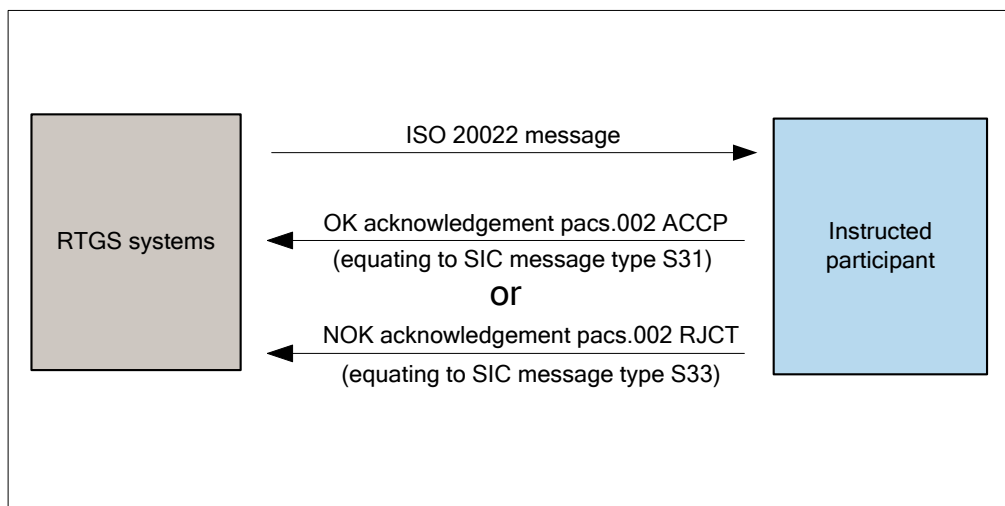 RTGS systems
ISO 20022 message
OK acknowledgement pacs.002 ACCP
(equating to SIC message type S31)
or
NOK acknowledgement pacs.002 RJCT
(equating to SIC message type S33)
Instructed
participant